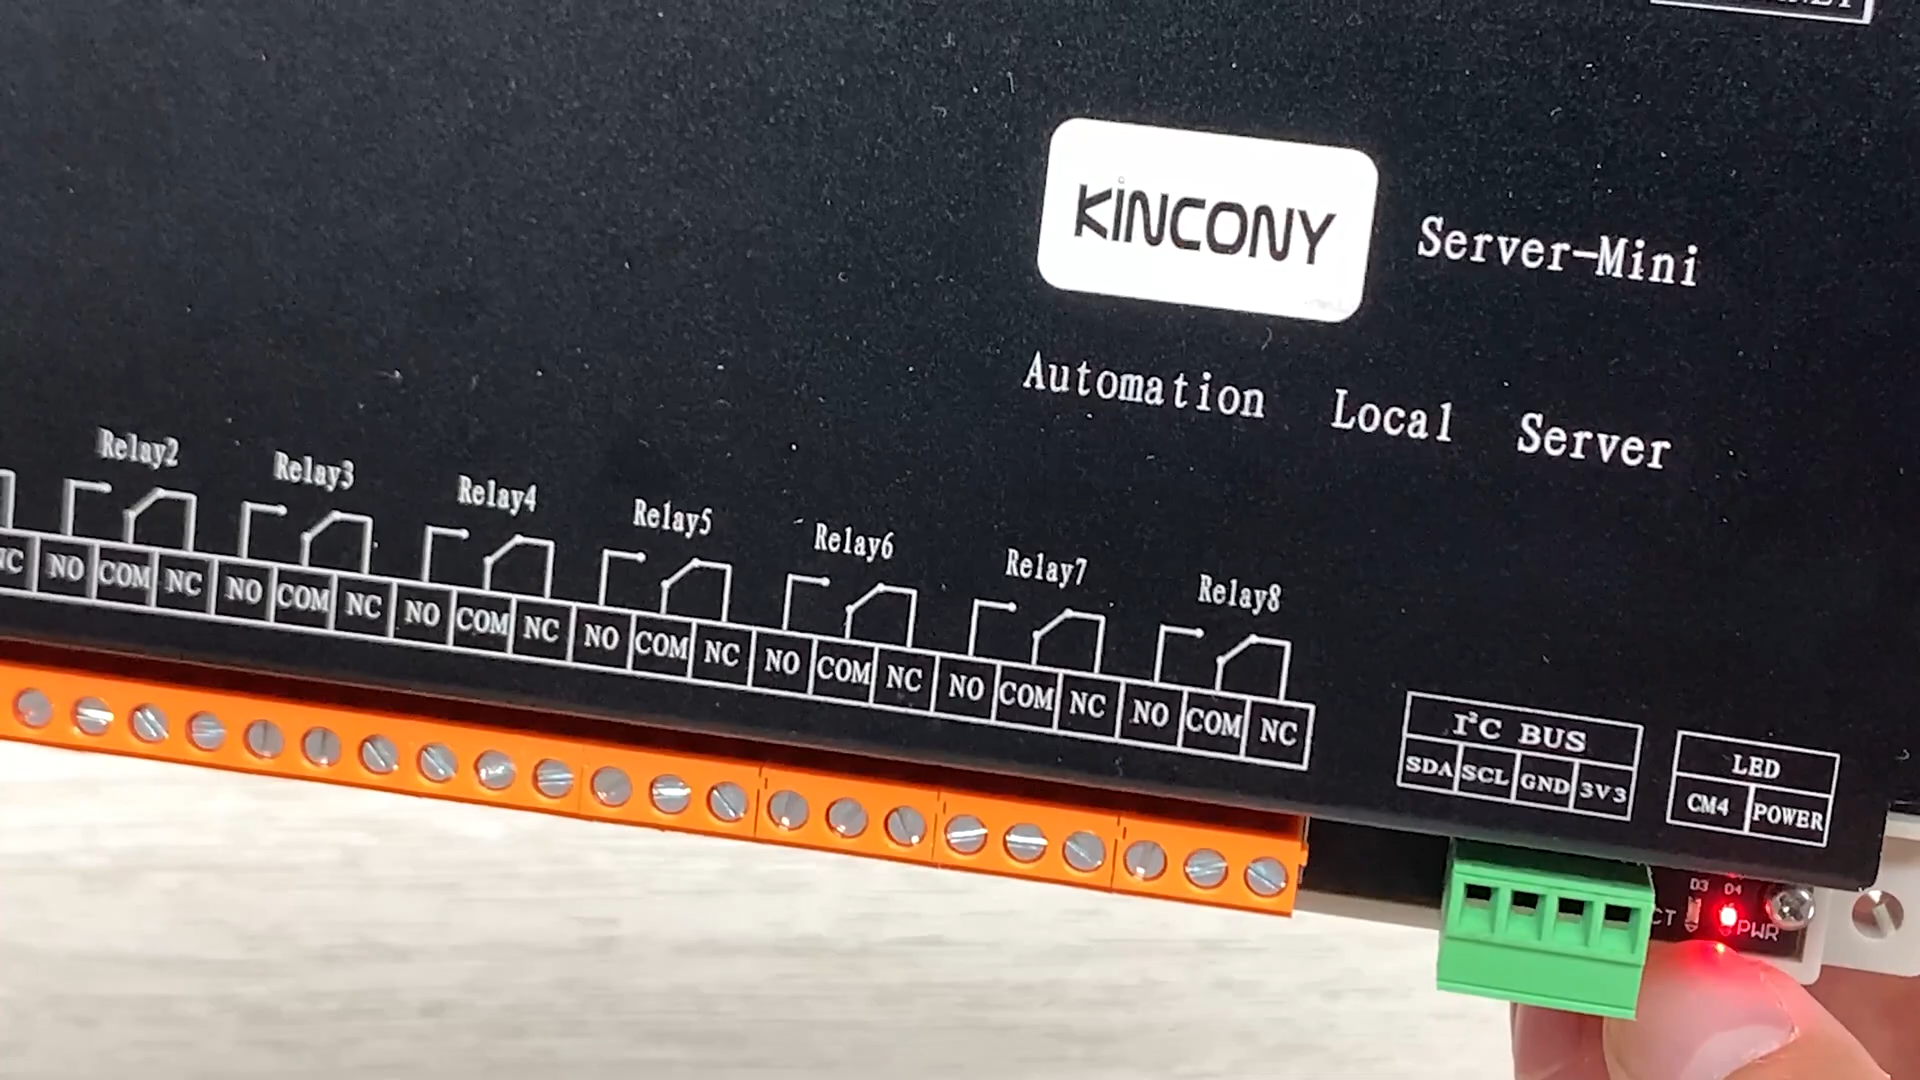 KINCONY
Server-Mini
Automation Local Server
Relay2 Relay3 Relay4 Relay5 Relay6 Relay7 Relay8
NC NO COM NC NO COM NC NO COM NC NO COM NC NO COM NC NO COM NC NO COM NC
I²C BUS
SDA SCL GND 3V3
LED
CM4 POWER
D3 D4
PWR